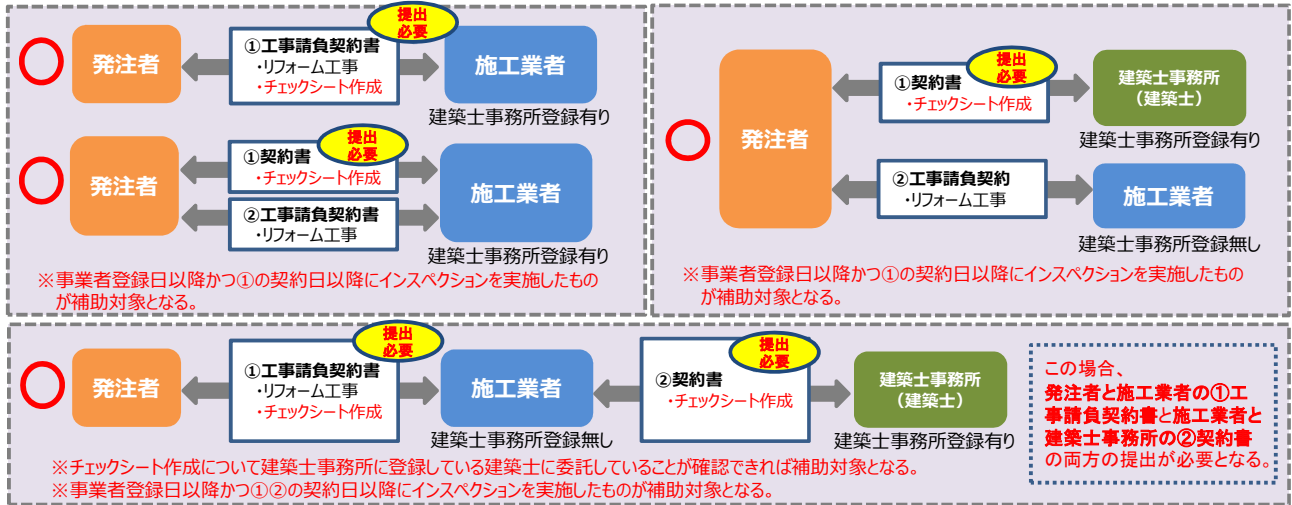 提出
必要
発注者
①工事請負契約書
・リフォーム工事
・チェックシート作成
施工業者
建築士事務所登録有り
提出
必要
発注者
①契約書
・チェックシート作成
②工事請負契約書
・リフォーム工事
施工業者
建築士事務所登録有り
※事業者登録日以降かつ①の契約日以降にインスペクションを実施したもの
が補助対象となる。
発注者
提出
必要
①契約書
・チェックシート作成
建築士事務所
(建築士)
建築士事務所登録有り
②工事請負契約
・リフォーム工事
施工業者
建築士事務所登録無し
※事業者登録日以降かつ①の契約日以降にインスペクションを実施したもの
が補助対象となる。
発注者
提出
必要
①工事請負契約書
・リフォーム工事
・チェックシート作成
施工業者
建築士事務所登録無し
提出
必要
②契約書
・チェックシート作成
建築士事務所
(建築士)
建築士事務所登録有り
この場合、
発注者と施工業者の①工
事請負契約書と施工業者と
建築士事務所の②契約書
の両方の提出が必要となる。
※チェックシート作成について建築士事務所に登録している建築士に委託していることが確認できれば補助対象となる。
※事業者登録日以降かつ①②の契約日以降にインスペクションを実施したものが補助対象となる。